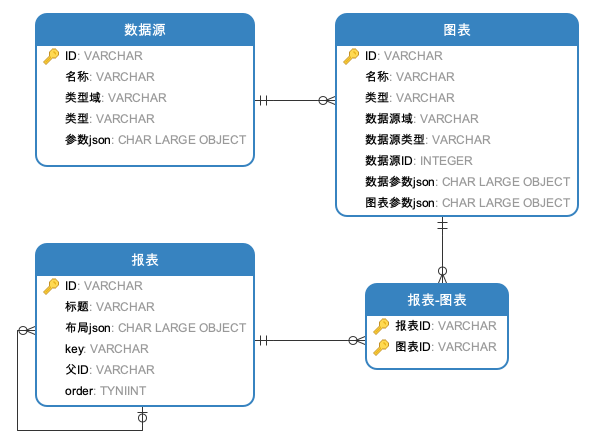 数据源
ID: VARCHAR
名称: VARCHAR
类型域: VARCHAR
类型: VARCHAR
参数json: CHAR LARGE OBJECT
图表
ID: VARCHAR
名称: VARCHAR
类型: VARCHAR
数据源域: VARCHAR
数据源类型: VARCHAR
数据源ID: INTEGER
数据参数json: CHAR LARGE OBJECT
图表参数json: CHAR LARGE OBJECT
报表
ID: VARCHAR
标题: VARCHAR
布局json: CHAR LARGE OBJECT
key: VARCHAR
父ID: VARCHAR
order: TYNIINT
报表-图表
报表ID: VARCHAR
图表ID: VARCHAR